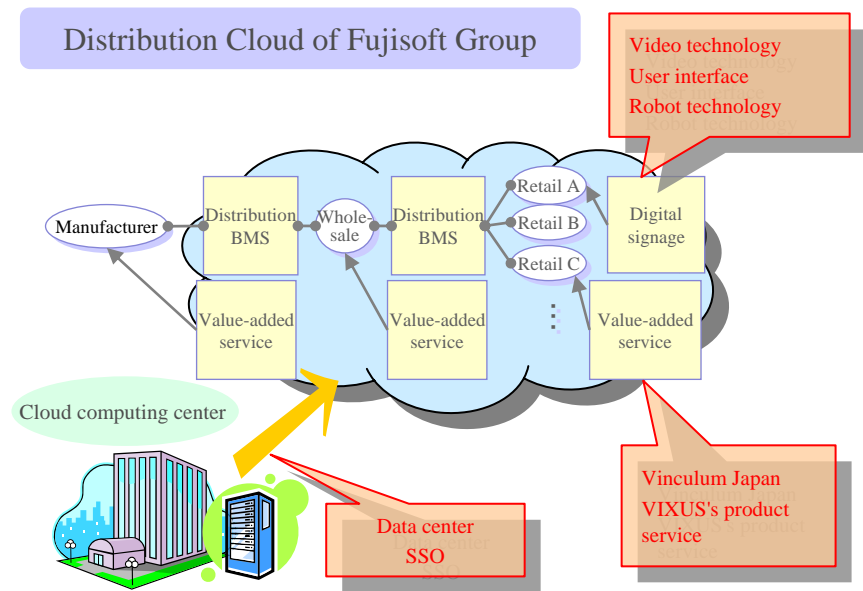 Distribution Cloud of Fujisoft Group
Video technology
User interface
Robot technology
Manufacturer
Distribution
BMS
Whole-
sale
Distribution
BMS
Retail A
Retail B
Retail C
Digital
signage
Value-added
service
Value-added
service
Value-added
service
Cloud computing center
Data center
SSO
Vinculum Japan
VIXUS's product
service